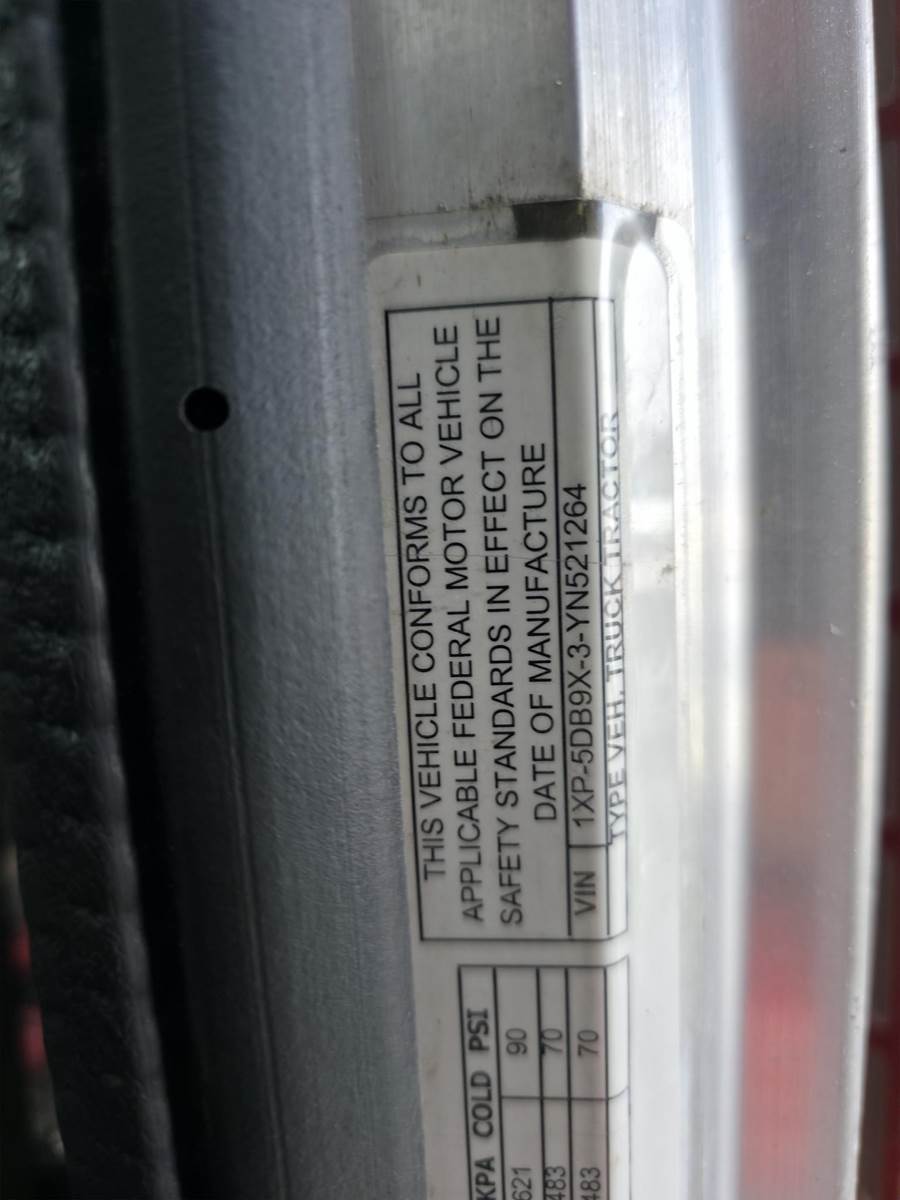 THIS VEHICLE CONFORMS TO ALL
APPLICABLE FEDERAL MOTOR VEHICLE
SAFETY STANDARDS IN EFFECT ON THE
DATE OF MANUFACTURE
VIN 1XP-5DB9X-3-YN521264
TYPE VEH. TRUCK TRACTOR
KPA COLD PSI
621 90
483 70
483 70